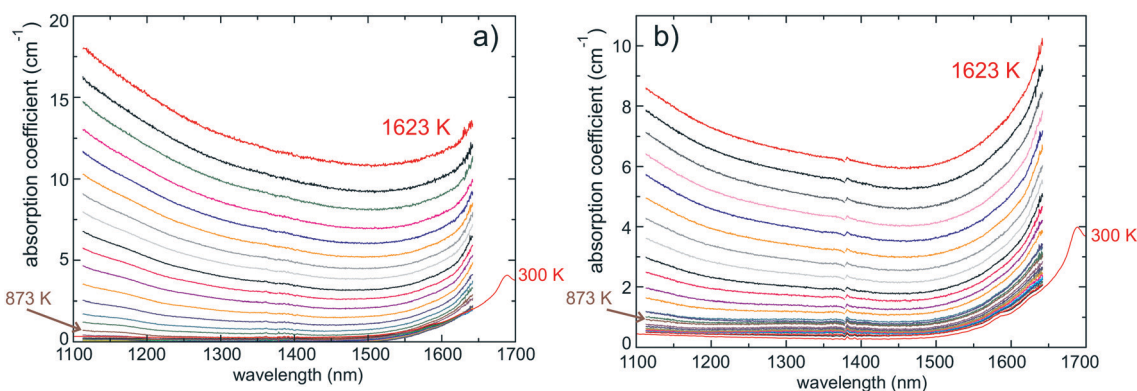 a)
absorption coefficient (cm⁻¹)
20
15
10
5
0
1623 K
300 K
873 K
1100 1200 1300 1400 1500 1600 1700
wavelength (nm)
b)
absorption coefficient (cm⁻¹)
10
8
6
4
2
0
1623 K
300 K
873 K
1100 1200 1300 1400 1500 1600 1700
wavelength (nm)